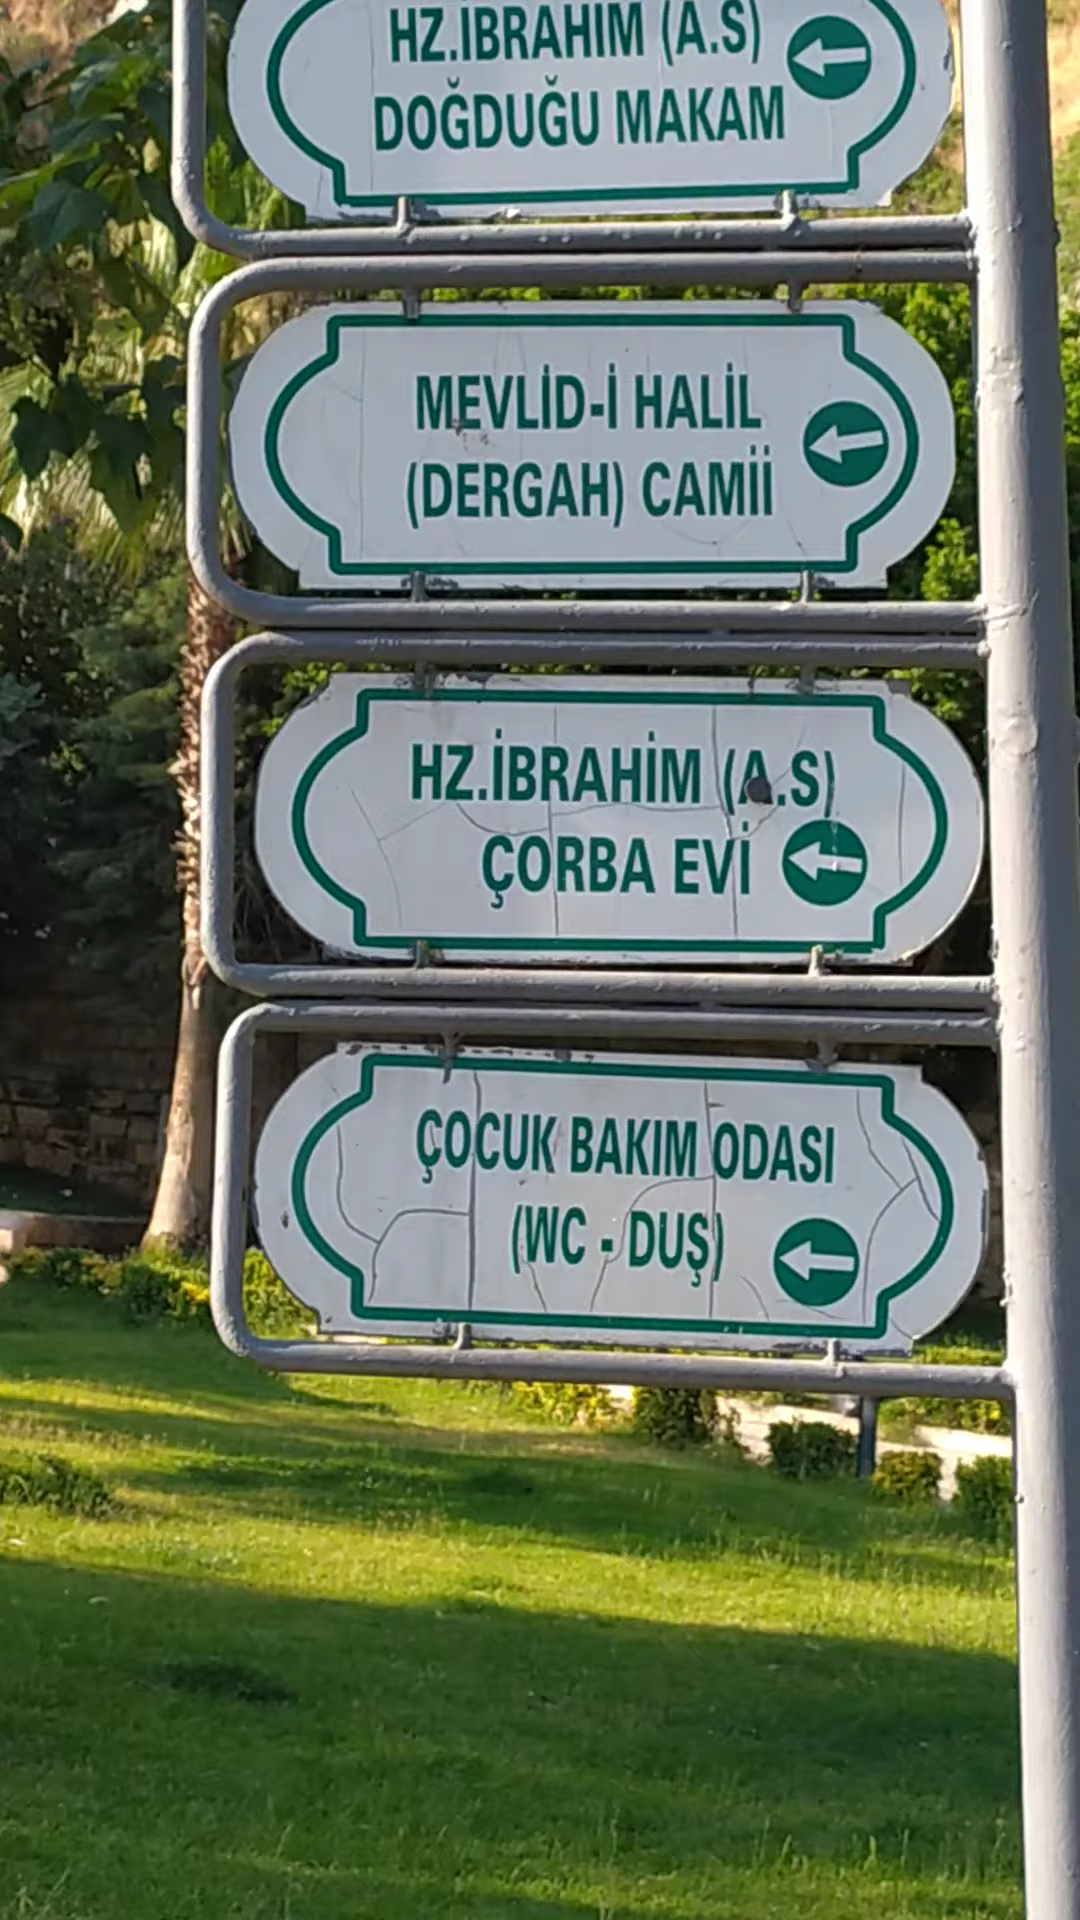 HZ.İBRAHİM (A.S)
DOĞDUĞU MAKAM
MEVLİD-İ HALİL
(DERGAH) CAMİİ
HZ.İBRAHİM (A.S)
ÇORBA EVİ
ÇOCUK BAKIM ODASI
(WC - DUŞ)